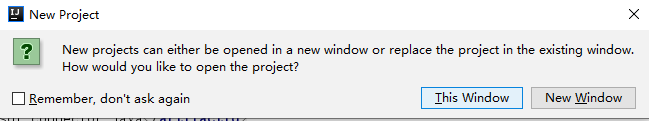 New Project
New projects can either be opened in a new window or replace the project in the existing window.
How would you like to open the project?
Remember, don't ask again
This Window
New Window